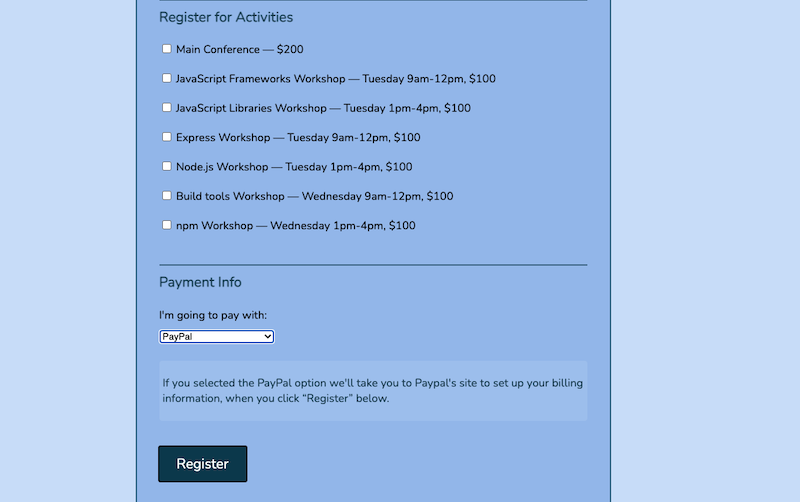 Register for Activities
Main Conference — $200
JavaScript Frameworks Workshop — Tuesday 9am-12pm, $100
JavaScript Libraries Workshop — Tuesday 1pm-4pm, $100
Express Workshop — Tuesday 9am-12pm, $100
Node.js Workshop — Tuesday 1pm-4pm, $100
Build tools Workshop — Wednesday 9am-12pm, $100
npm Workshop — Wednesday 1pm-4pm, $100
Payment Info
I'm going to pay with:
PayPal
If you selected the PayPal option we'll take you to Paypal's site to set up your billing
information, when you click “Register” below.
Register